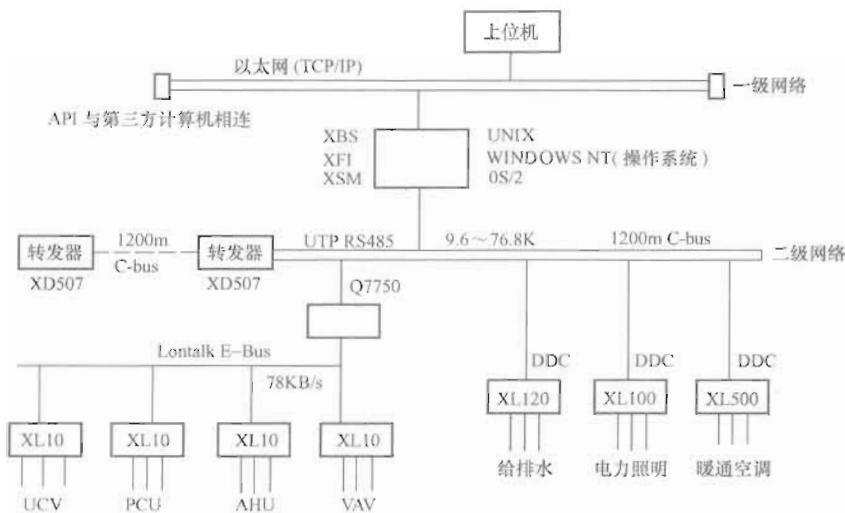 上位机
以太网 (TCP/IP)
一级网络
API 与第三方计算机相连
XBS
UNIX
XFI
WINDOWS NT( 操作系统 )
XSM
0S/2
1200m
UTP RS485
9.6～76.8K
1200m C-bus
转发器
转发器
二级网络
C-bus
XD507
XD507
Q7750
Lontalk E-Bus
78KB/s
DDC
DDC
DDC
XL120
XL100
XL500
XL10
XL10
XL10
XL10
给排水
电力照明
暖通空调
UCV
PCU
AHU
VAV